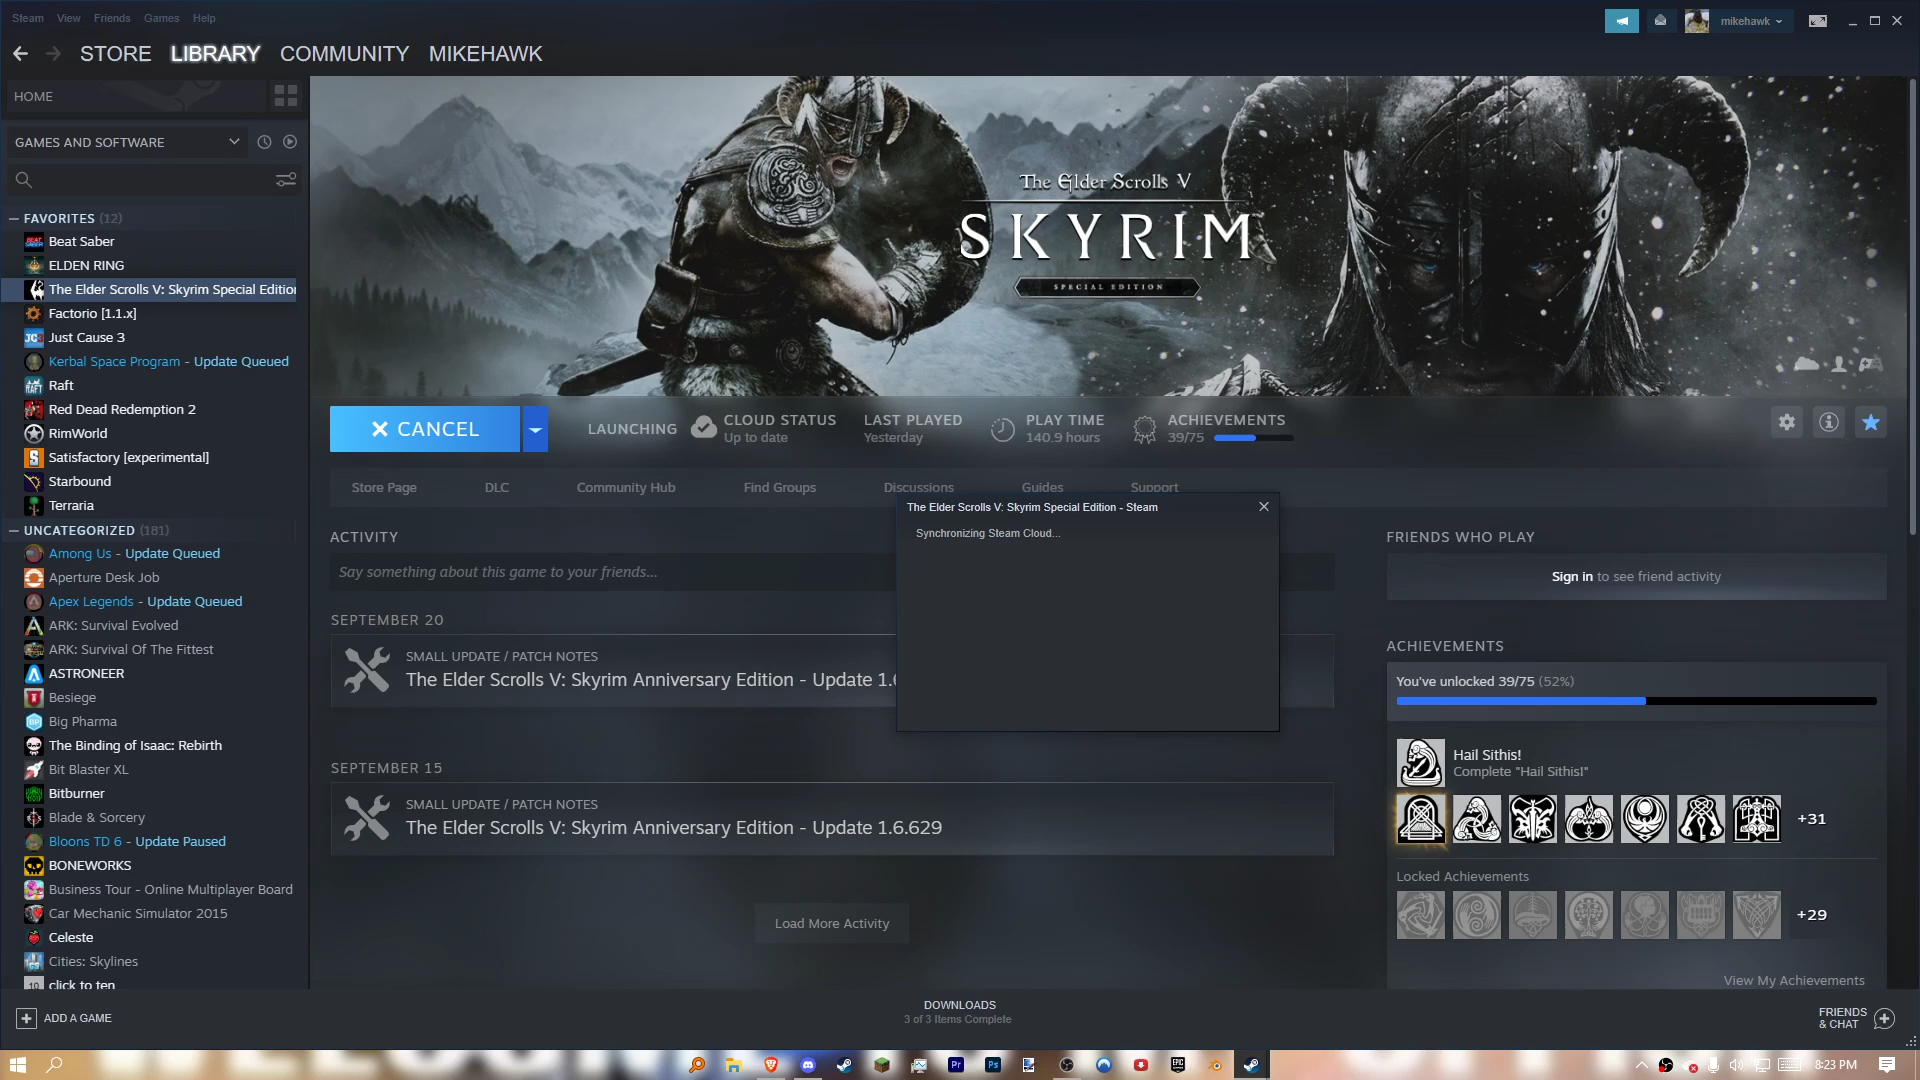 Steam View Friends Games Help
mikehawk
STORE LIBRARY COMMUNITY MIKEHAWK
HOME
GAMES AND SOFTWARE
FAVORITES (12)
Beat Saber
ELDEN RING
The Elder Scrolls V: Skyrim Special Edition
Factorio [1.1.x]
Just Cause 3
Kerbal Space Program - Update Queued
Raft
Red Dead Redemption 2
RimWorld
Satisfactory [experimental]
Starbound
Terraria
UNCATEGORIZED (181)
Among Us - Update Queued
Aperture Desk Job
Apex Legends - Update Queued
ARK: Survival Evolved
ARK: Survival Of The Fittest
ASTRONEER
Besiege
Big Pharma
The Binding of Isaac: Rebirth
Bit Blaster XL
Bitburner
Blade & Sorcery
Bloons TD 6 - Update Paused
BONEWORKS
Business Tour - Online Multiplayer Board
Car Mechanic Simulator 2015
Celeste
Cities: Skylines
click to ten
ADD A GAME
The Elder Scrolls V
SKYRIM
SPECIAL EDITION
CANCEL
LAUNCHING
CLOUD STATUS
Up to date
LAST PLAYED
Yesterday
PLAY TIME
140.9 hours
ACHIEVEMENTS
39/75
Store Page DLC Community Hub Find Groups Discussions Guides Support
The Elder Scrolls V: Skyrim Special Edition - Steam
Synchronizing Steam Cloud...
ACTIVITY
Say something about this game to your friends...
SEPTEMBER 20
SMALL UPDATE / PATCH NOTES
The Elder Scrolls V: Skyrim Anniversary Edition - Update 1.6
SEPTEMBER 15
SMALL UPDATE / PATCH NOTES
The Elder Scrolls V: Skyrim Anniversary Edition - Update 1.6.629
Load More Activity
FRIENDS WHO PLAY
Sign in to see friend activity
ACHIEVEMENTS
You've unlocked 39/75 (52%)
Hail Sithis!
Complete "Hail Sithis!"
+31
Locked Achievements
+29
View My Achievements
DOWNLOADS
3 of 3 Items Complete
FRIENDS
& CHAT
8:23 PM